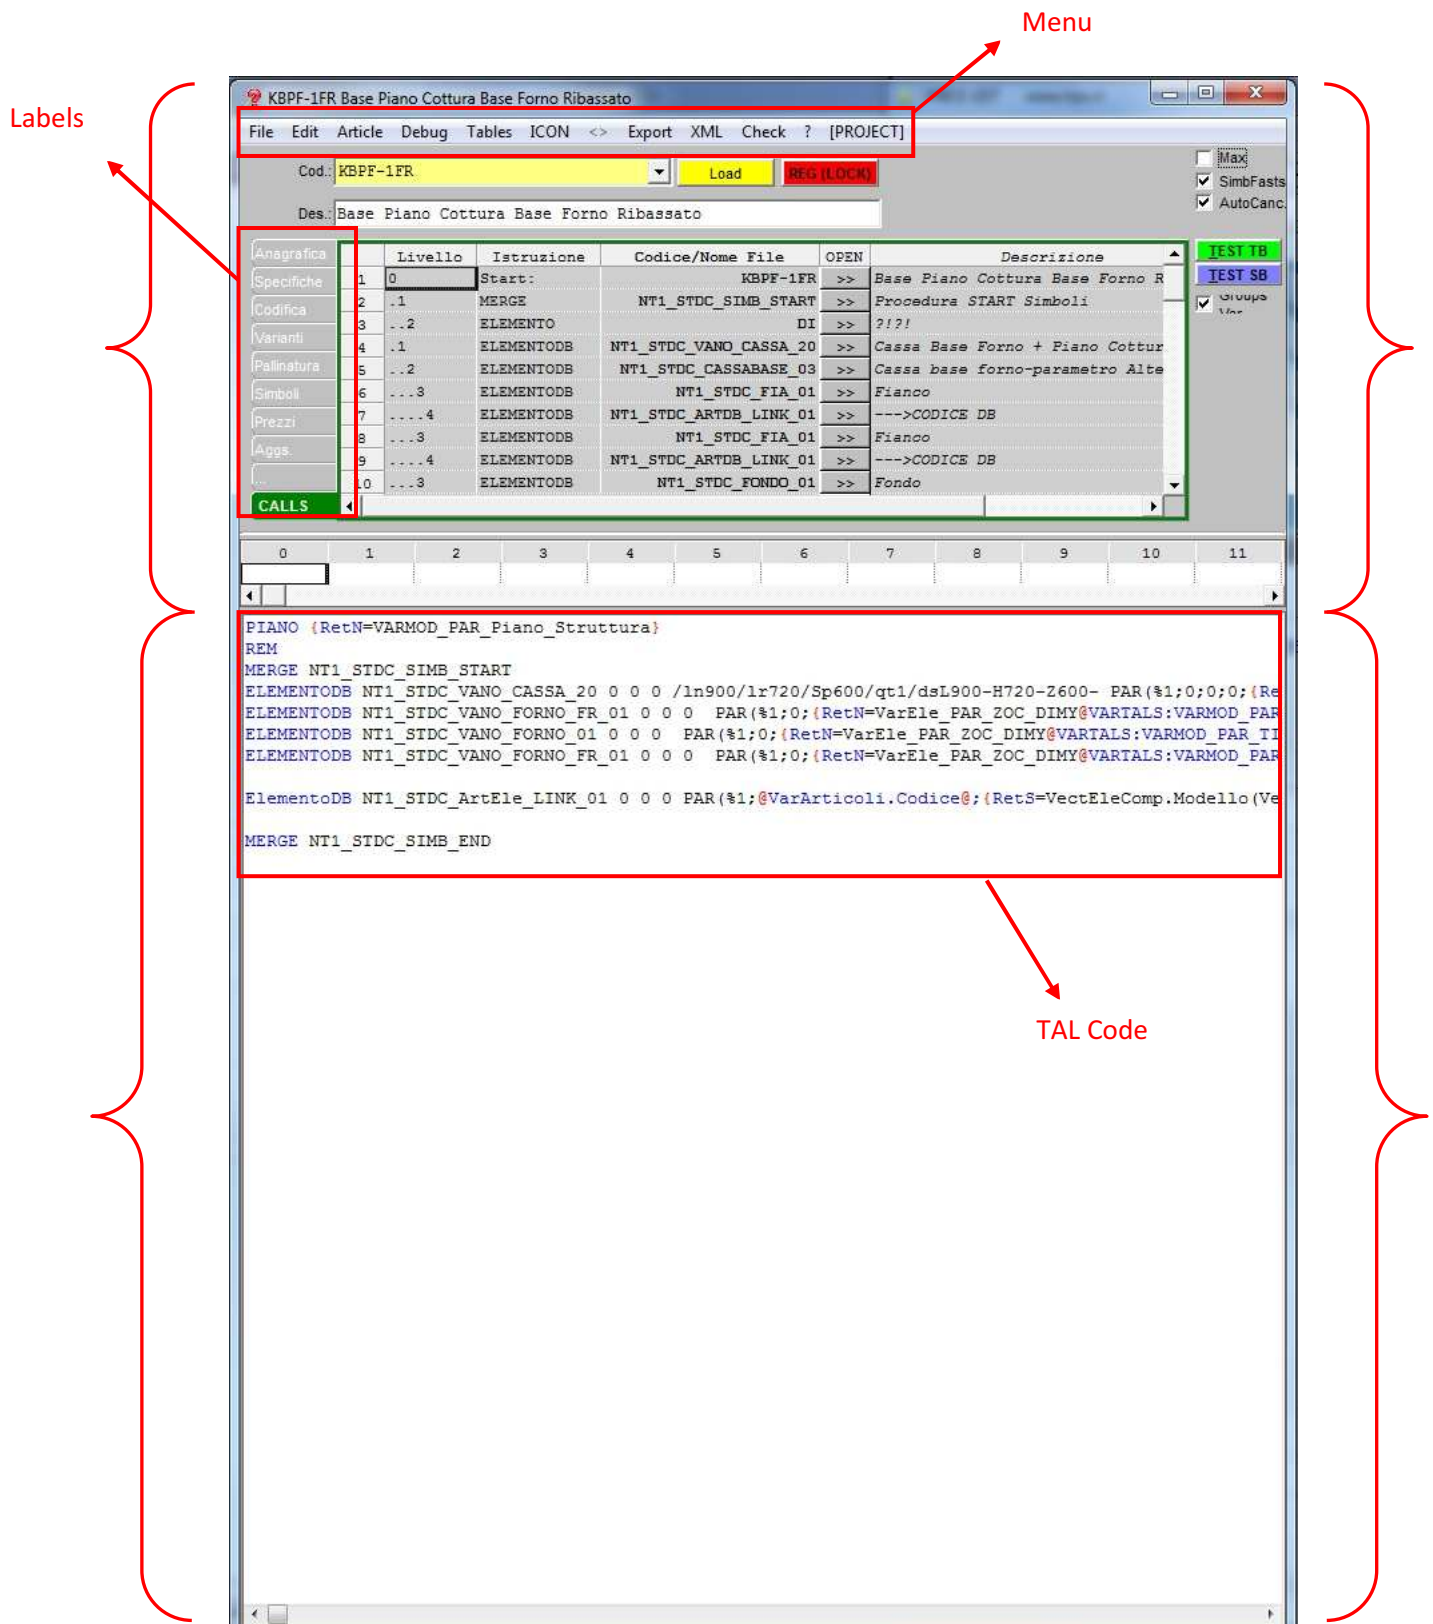 Menu
Labels
KBPF-1FR Base Piano Cottura Base Forno Ribassato
File Edit Article Debug Tables ICON <> Export XML Check ? [PROJECT]
Cod.: KBPF-1FR Load REG (LOCK)
Max
SimbFasts
AutoCanc.
Des.: Base Piano Cottura Base Forno Ribassato
Anagrafica
Specifiche
Codifica
Varianti
Pallinatura
Simboli
Prezzi
Aggs.
...
CALLS
Livello Istruzione Codice/Nome File OPEN Descrizione
1 0 Start: KBPF-1FR >> Base Piano Cottura Base Forno R
2 .1 MERGE NT1_STDC_SIMB_START >> Procedura START Simboli
3 ..2 ELEMENTO DI >> ?!?!
4 .1 ELEMENTODB NT1_STDC_VANO_CASSA_20 >> Cassa Base Forno + Piano Cottur
5 ..2 ELEMENTODB NT1_STDC_CASSABASE_03 >> Cassa base forno-parametro Alte
6 ...3 ELEMENTODB NT1_STDC_FIA_01 >> Fianco
7 ....4 ELEMENTODB NT1_STDC_ARTDB_LINK_01 >> --->CODICE DB
8 ...3 ELEMENTODB NT1_STDC_FIA_01 >> Fianco
9 ....4 ELEMENTODB NT1_STDC_ARTDB_LINK_01 >> --->CODICE DB
10 ...3 ELEMENTODB NT1_STDC_FONDO_01 >> Fondo
TEST TB
TEST SB
Groups
0 1 2 3 4 5 6 7 8 9 10 11
PIANO {RetN=VARMOD_PAR_Piano_Struttura}
REM
MERGE NT1_STDC_SIMB_START
ELEMENTODB NT1_STDC_VANO_CASSA_20 0 0 0 /ln900/lr720/Sp600/qt1/dsL900-H720-Z600- PAR(%1;0;0;0;{Re
ELEMENTODB NT1_STDC_VANO_FORNO_FR_01 0 0 0 PAR(%1;0;{RetN=VarEle_PAR_ZOC_DIMY@VARTALS:VARMOD_PAR
ELEMENTODB NT1_STDC_VANO_FORNO_01 0 0 0 PAR(%1;0;{RetN=VarEle_PAR_ZOC_DIMY@VARTALS:VARMOD_PAR_TI
ELEMENTODB NT1_STDC_VANO_FORNO_FR_01 0 0 0 PAR(%1;0;{RetN=VarEle_PAR_ZOC_DIMY@VARTALS:VARMOD_PAR
ElementoDB NT1_STDC_ArtEle_LINK_01 0 0 0 PAR(%1;@VarArticoli.Codice@;{RetS=VectEleComp.Modello(Ve
MERGE NT1_STDC_SIMB_END
TAL Code